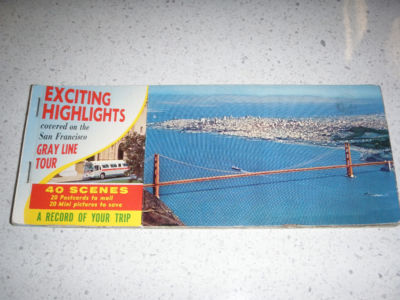 EXCITING
HIGHLIGHTS
covered on the
San Francisco
GRAY LINE
TOUR
40 SCENES
20 Postcards to mail
20 Mini pictures to save
A RECORD OF YOUR TRIP